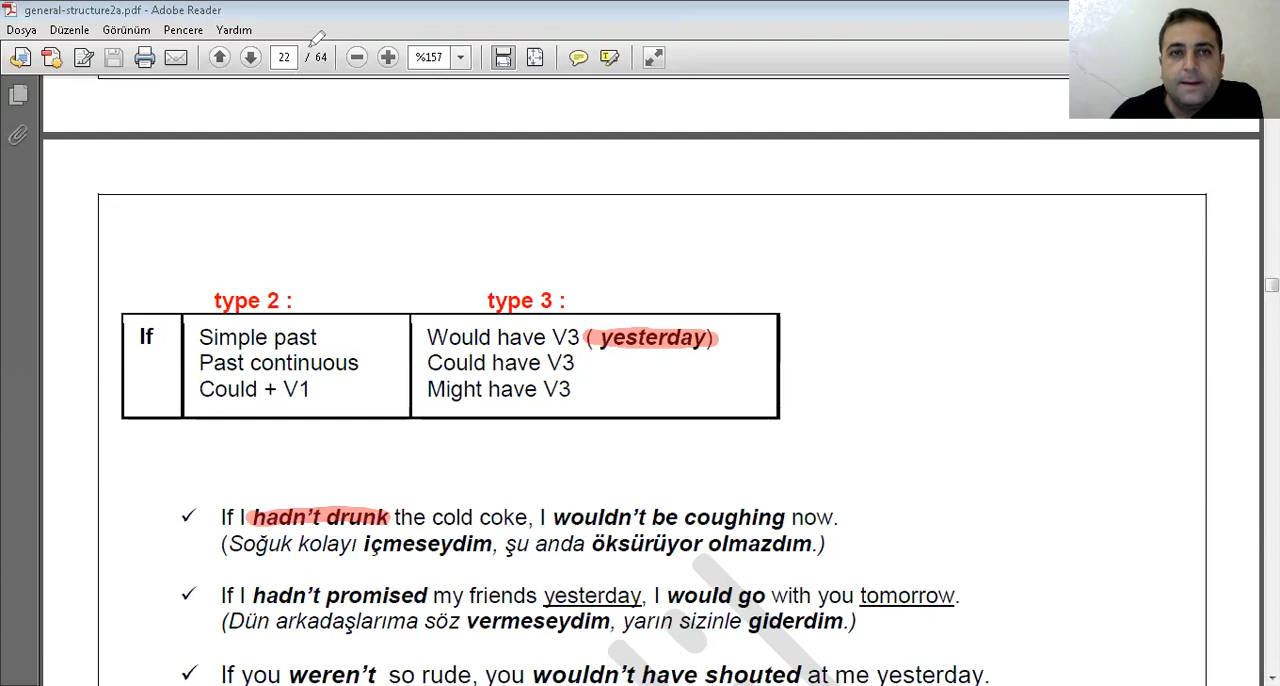 general-structure2a.pdf - Adobe Reader
Dosya Düzenle Görünüm Pencere Yardım
22 / 64 %157
type 2 : type 3 :
If Simple past Would have V3 ( yesterday)
Past continuous Could have V3
Could + V1 Might have V3
✓ If I hadn't drunk the cold coke, I wouldn't be coughing now.
(Soğuk kolayı içmeseydim, şu anda öksürüyor olmazdım.)
✓ If I hadn't promised my friends yesterday, I would go with you tomorrow.
(Dün arkadaşlarıma söz vermeseydim, yarın sizinle giderdim.)
✓ If you weren't so rude, you wouldn't have shouted at me yesterday.